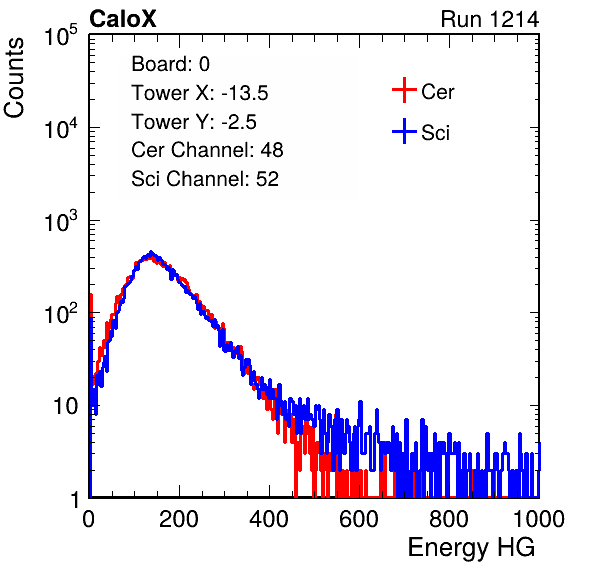 CaloX Run 1214
Board: 0
Tower X: -13.5
Tower Y: -2.5
Cer Channel: 48
Sci Channel: 52
Cer
Sci
Counts
10^5
10^4
10^3
10^2
10
1
0 200 400 600 800 1000
Energy HG